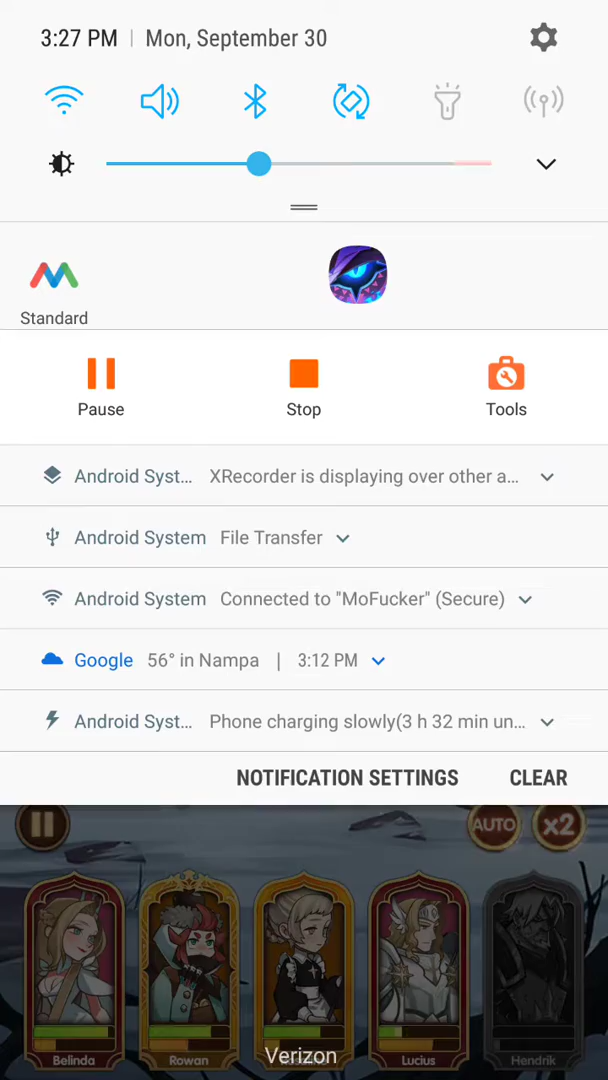 3:27 PM | Mon, September 30
Standard
Pause
Stop
Tools
Android Syst... XRecorder is displaying over other a...
Android System File Transfer
Android System Connected to "MoFucker" (Secure)
Google 56° in Nampa | 3:12 PM
Android Syst... Phone charging slowly(3 h 32 min un...
NOTIFICATION SETTINGS CLEAR
AUTO x2
Belinda Rowan Verizon Lucius Hendrik